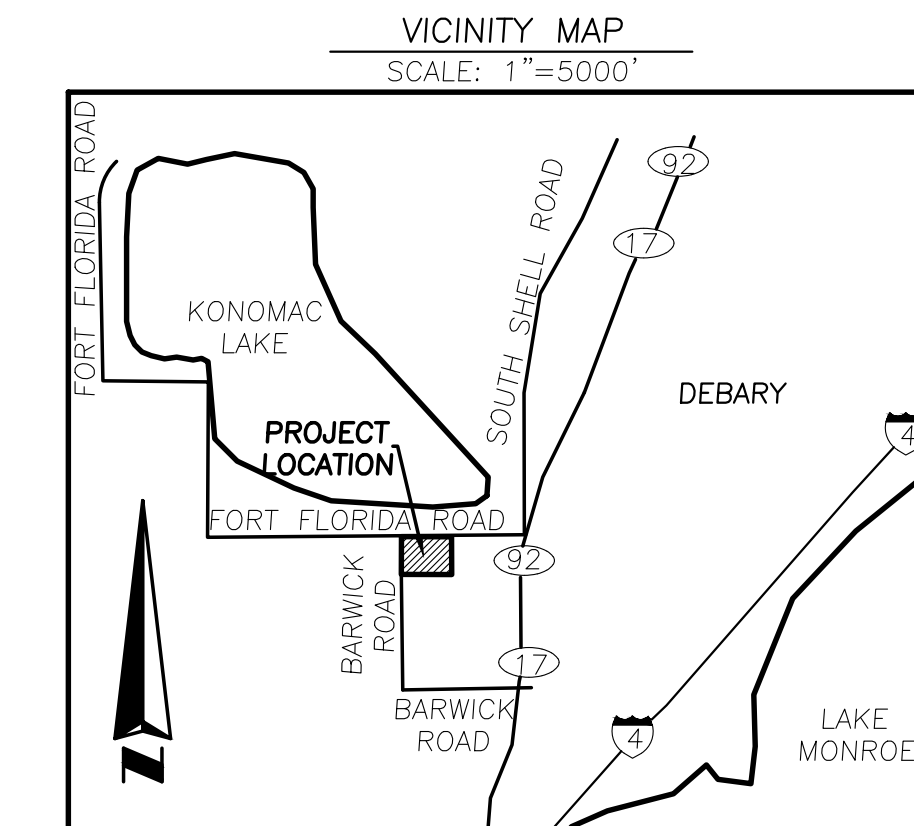 VICINITY MAP
SCALE: 1"=5000'
FORT FLORIDA ROAD
SOUTH SHELL ROAD
92
17
KONOMAC
LAKE
DEBARY
4
PROJECT
LOCATION
FORT FLORIDA ROAD
92
BARWICK
ROAD
17
BARWICK
ROAD
4
LAKE
MONROE
N